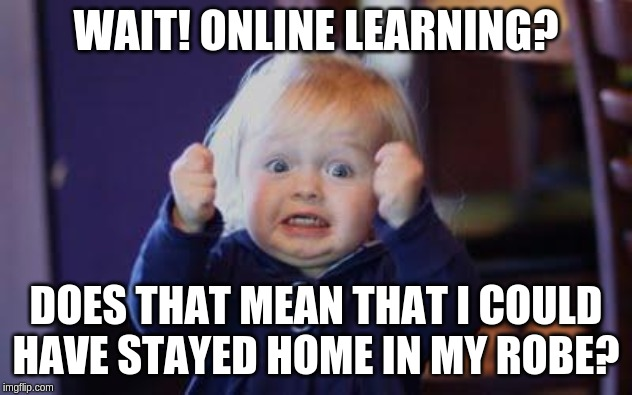 WAIT! ONLINE LEARNING?
DOES THAT MEAN THAT I COULD
HAVE STAYED HOME IN MY ROBE?
imgflip.com